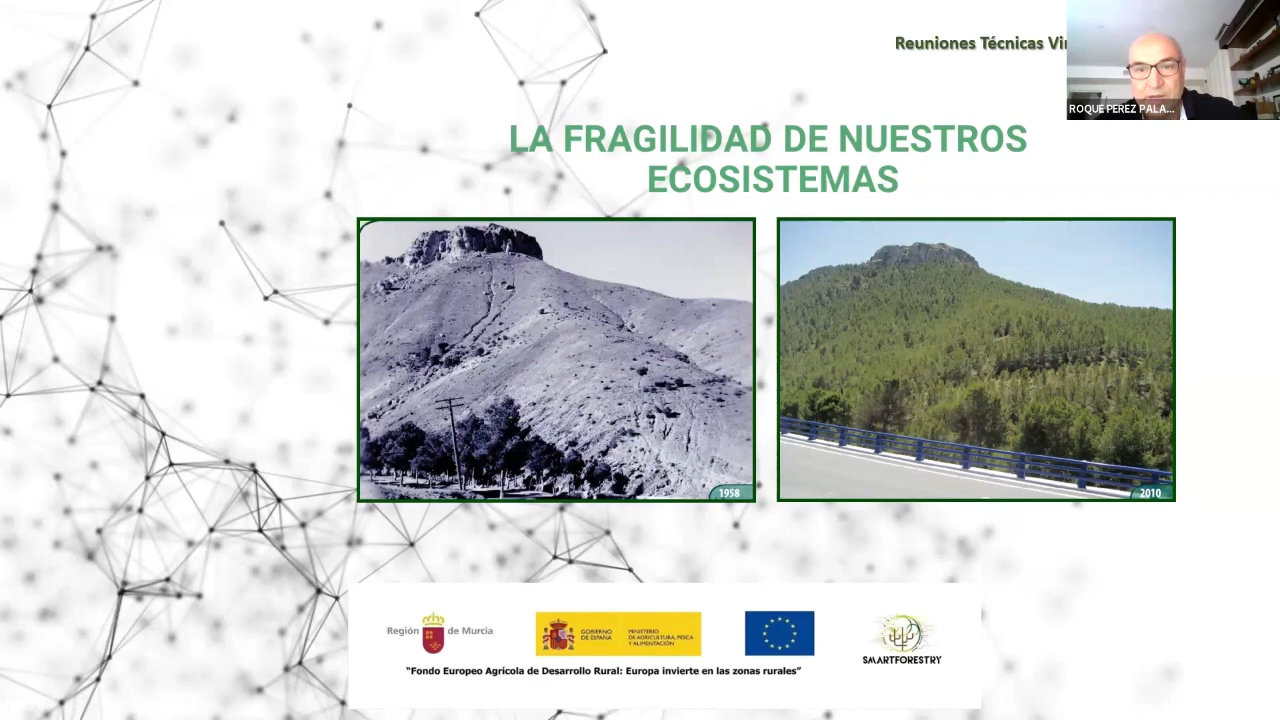 Reuniones Técnicas
ROQUE PEREZ PALA...
LA FRAGILIDAD DE NUESTROS
ECOSISTEMAS
1958
2010
Región de Murcia
GOBIERNO
DE ESPAÑA
MINISTERIO
DE AGRICULTURA, PESCA
Y ALIMENTACIÓN
SMARTFORESTRY
"Fondo Europeo Agrícola de Desarrollo Rural: Europa invierte en las zonas rurales"